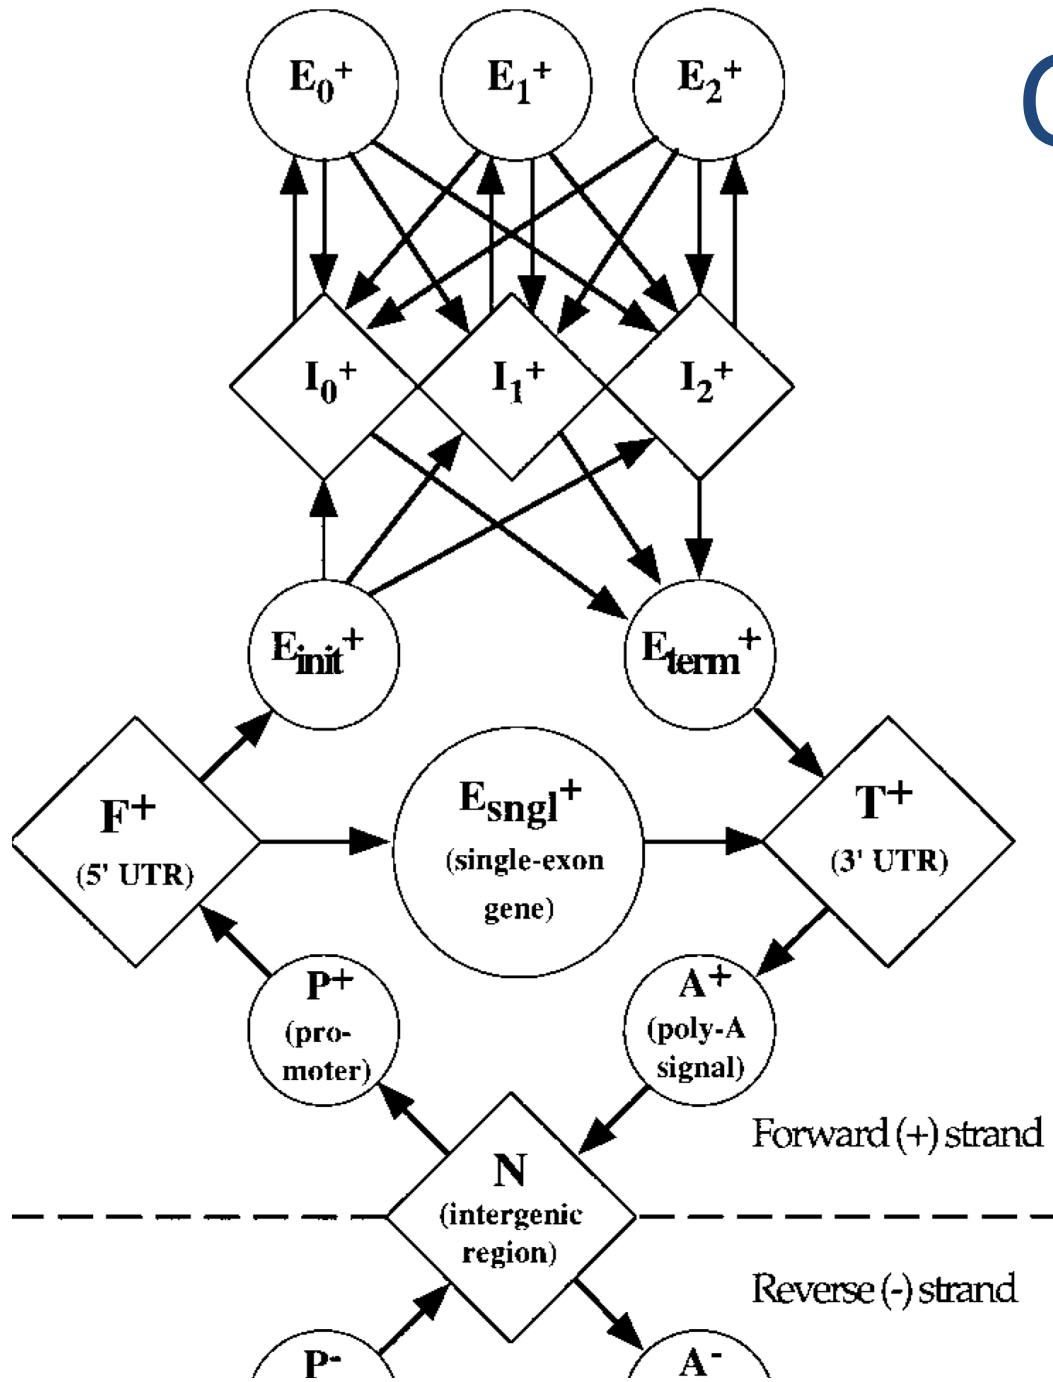 E0+ E1+ E2+
I0+ I1+ I2+
Einit+ Eterm+
F+
(5' UTR)
Esngl+
(single-exon
gene)
T+
(3' UTR)
P+
(pro-
moter)
A+
(poly-A
signal)
Forward (+) strand
N
(intergenic
region)
Reverse (-) strand
P- A-